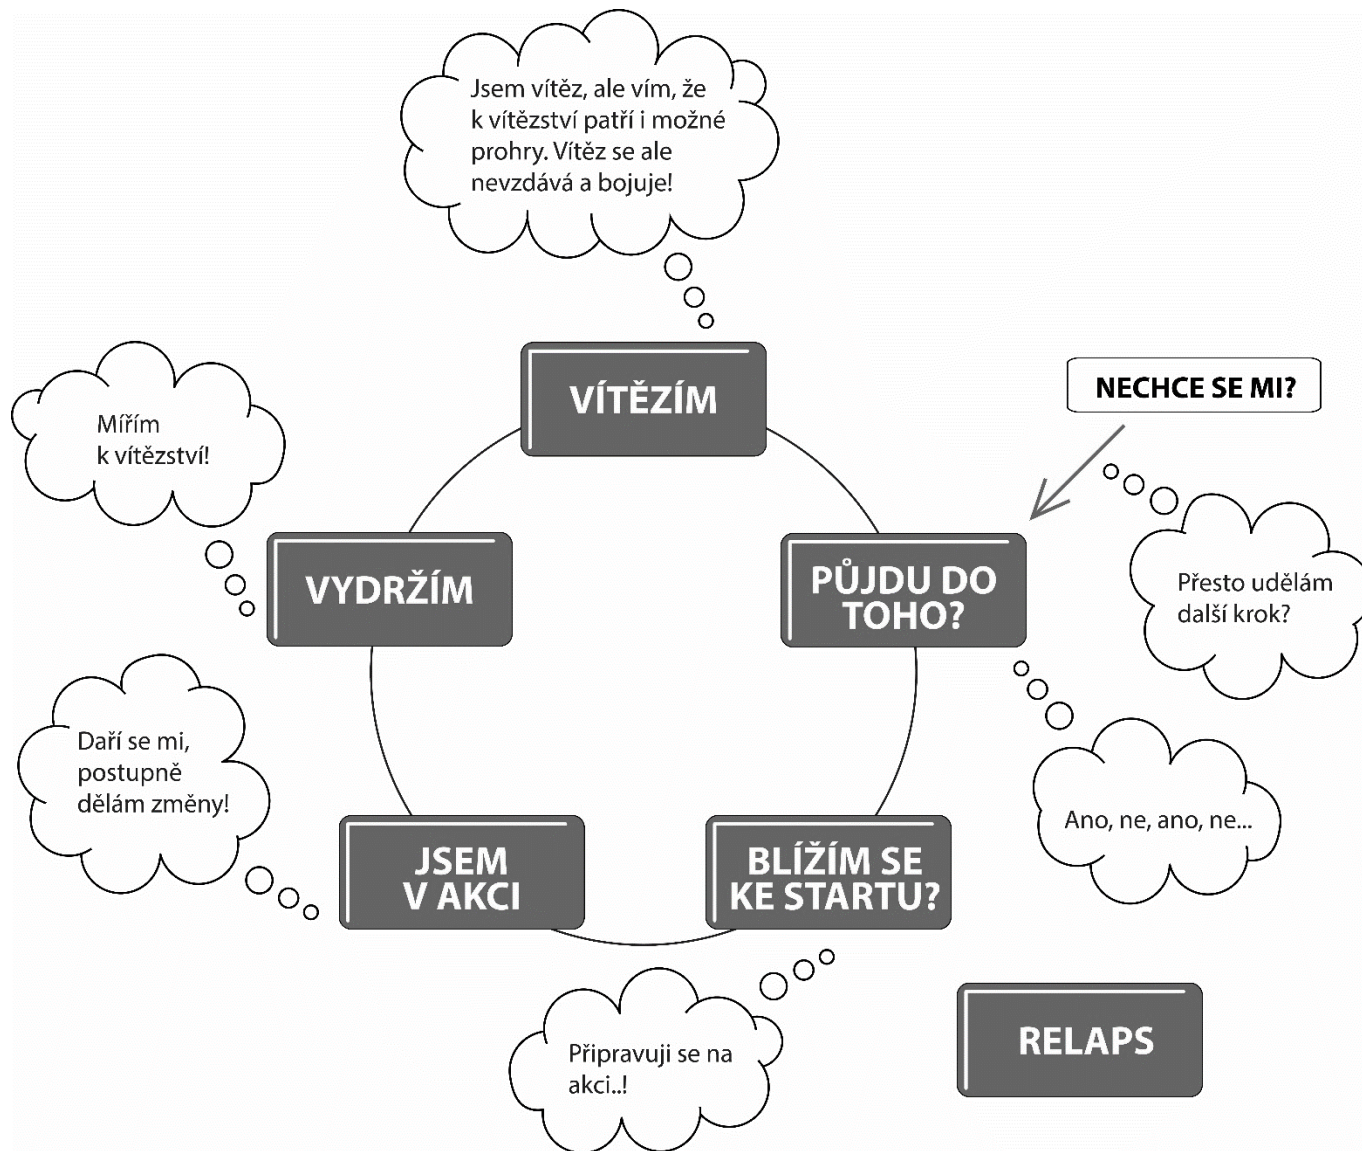 Jsem vítěz, ale vím, že
k vítězství patří i možné
prohry. Vítěz se ale
nevzdává a bojuje!
VÍTĚZÍM
NECHCE SE MI?
Mířím
k vítězství!
VYDRŽÍM
PŮJDU DO
TOHO?
Přesto udělám
další krok?
Daří se mi,
postupně
dělám změny!
Ano, ne, ano, ne...
JSEM
V AKCI
BLÍŽÍM SE
KE STARTU?
Připravuji se na
akci..!
RELAPS